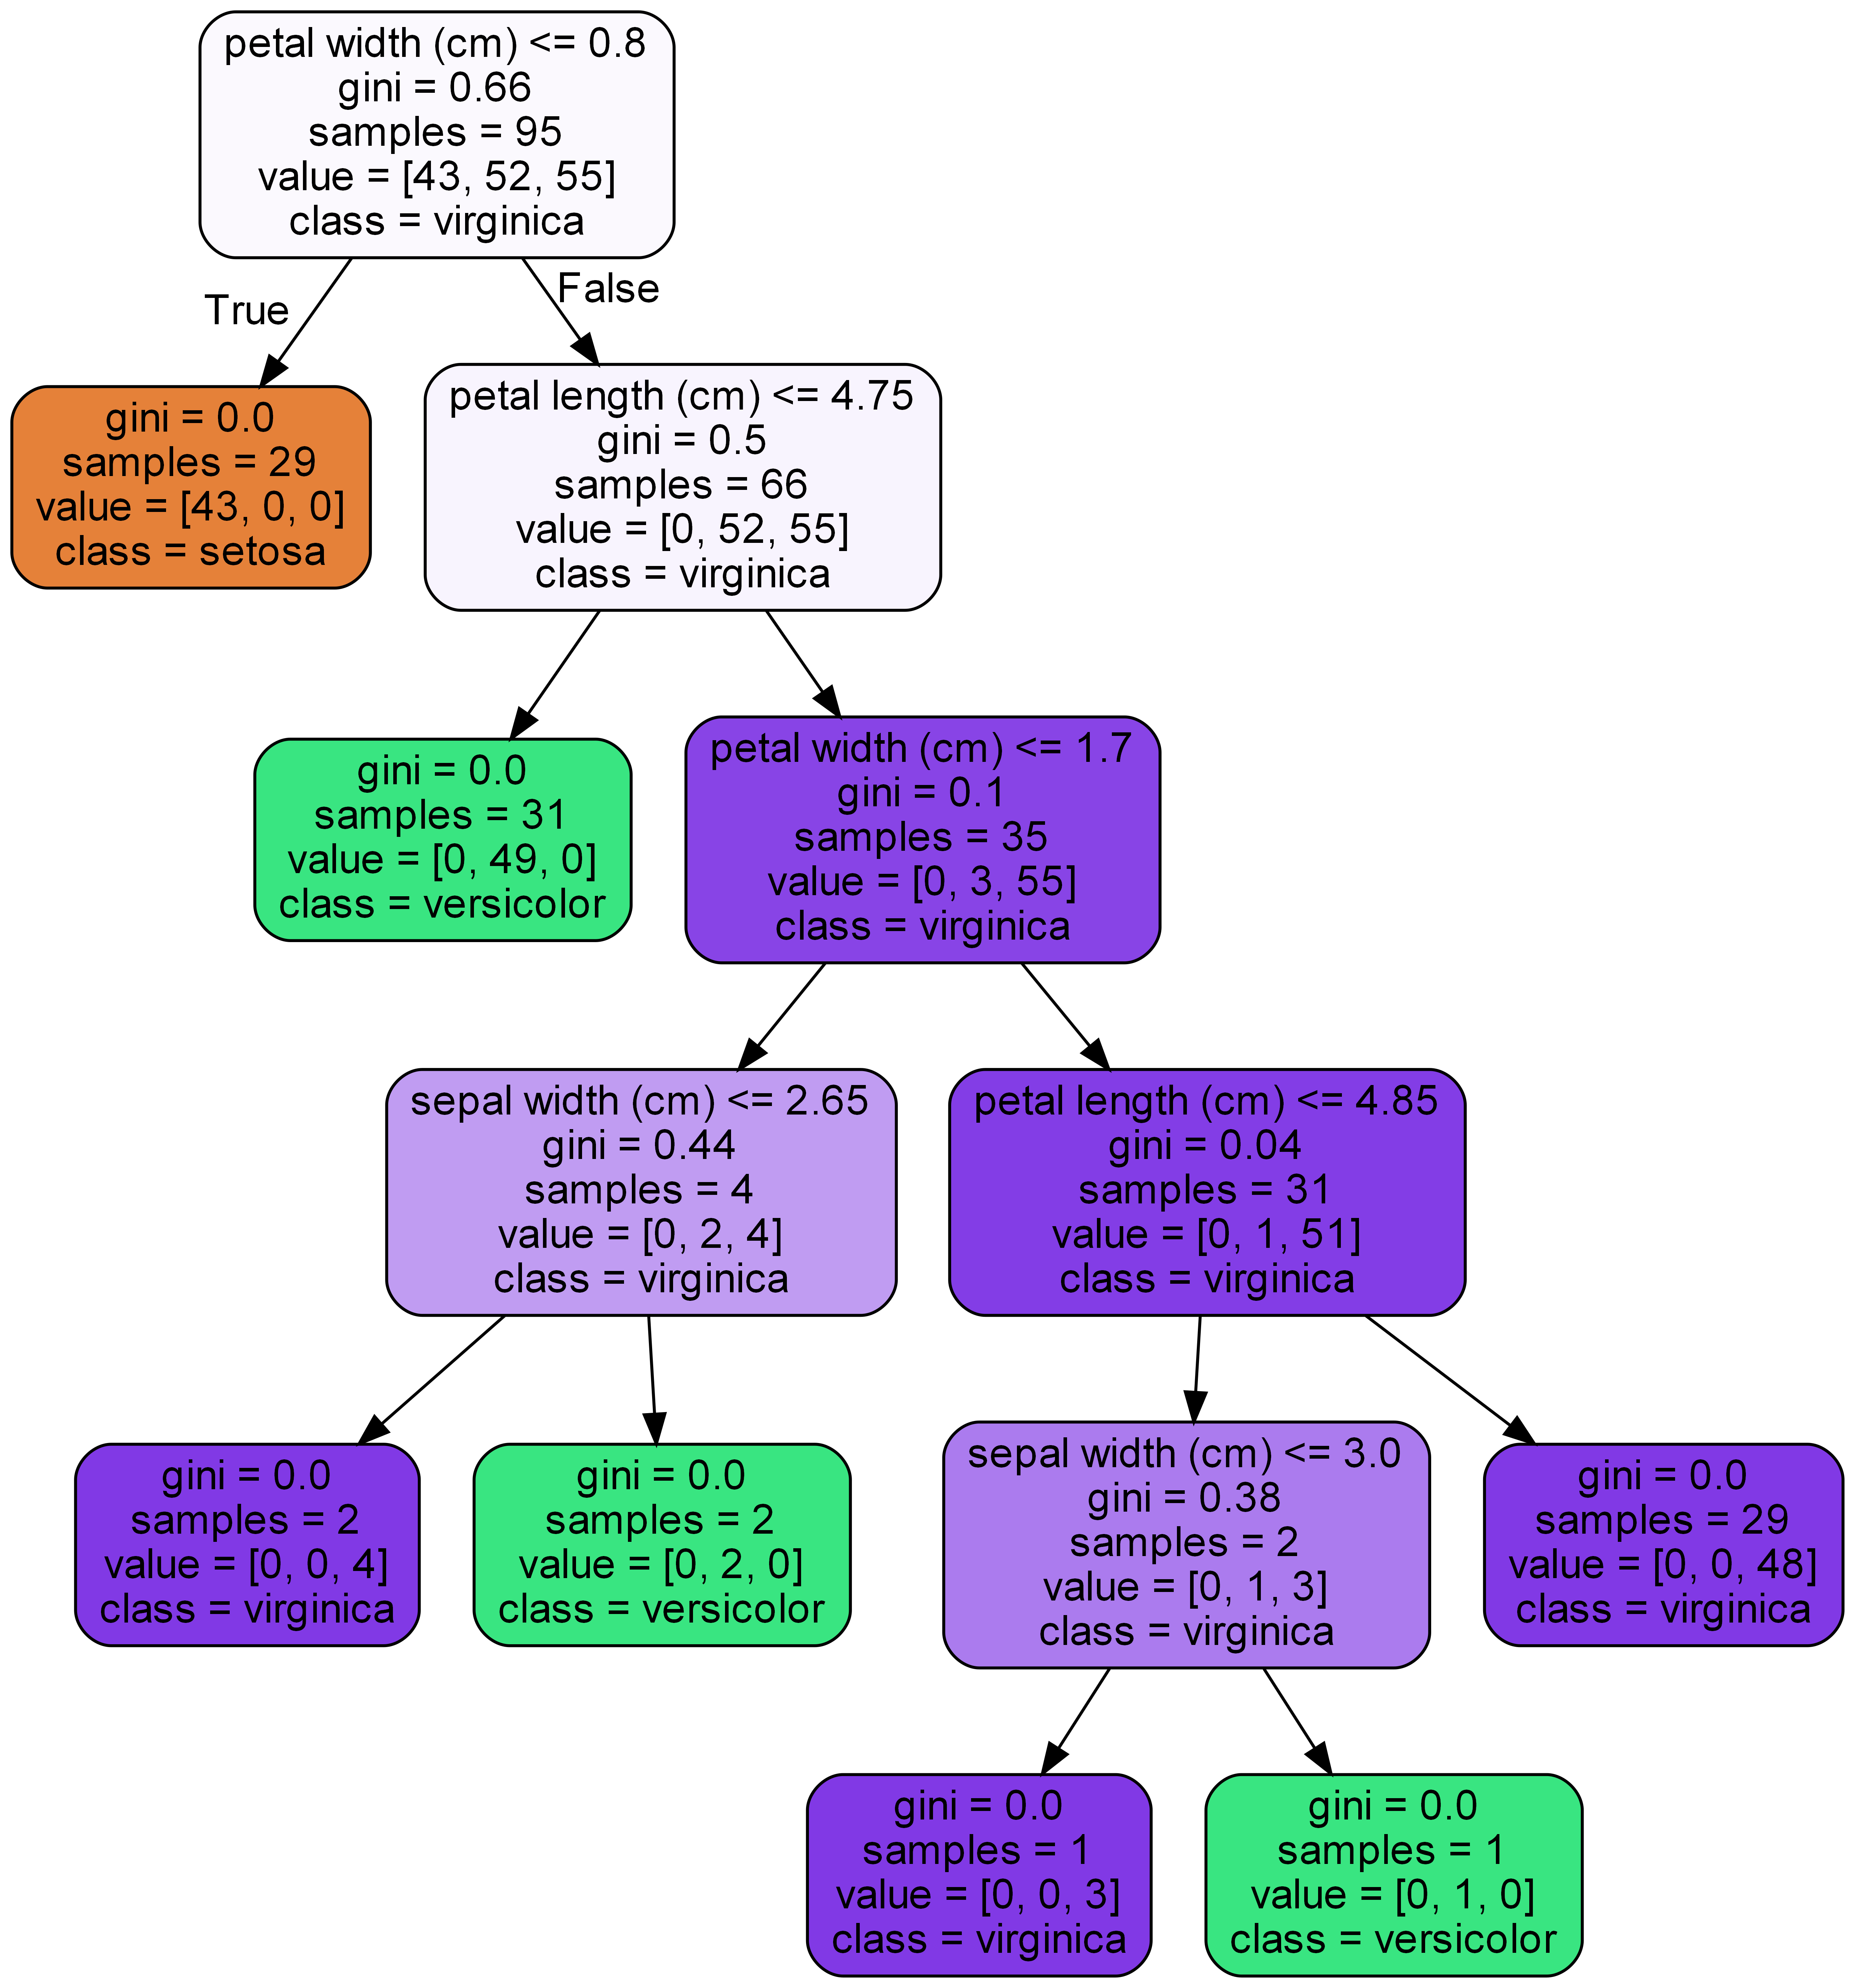 petal width (cm) <= 0.8
gini = 0.66
samples = 95
value = [43, 52, 55]
class = virginica
True
False
gini = 0.0
samples = 29
value = [43, 0, 0]
class = setosa
petal length (cm) <= 4.75
gini = 0.5
samples = 66
value = [0, 52, 55]
class = virginica
gini = 0.0
samples = 31
value = [0, 49, 0]
class = versicolor
petal width (cm) <= 1.7
gini = 0.1
samples = 35
value = [0, 3, 55]
class = virginica
sepal width (cm) <= 2.65
gini = 0.44
samples = 4
value = [0, 2, 4]
class = virginica
petal length (cm) <= 4.85
gini = 0.04
samples = 31
value = [0, 1, 51]
class = virginica
gini = 0.0
samples = 2
value = [0, 0, 4]
class = virginica
gini = 0.0
samples = 2
value = [0, 2, 0]
class = versicolor
sepal width (cm) <= 3.0
gini = 0.38
samples = 2
value = [0, 1, 3]
class = virginica
gini = 0.0
samples = 29
value = [0, 0, 48]
class = virginica
gini = 0.0
samples = 1
value = [0, 0, 3]
class = virginica
gini = 0.0
samples = 1
value = [0, 1, 0]
class = versicolor